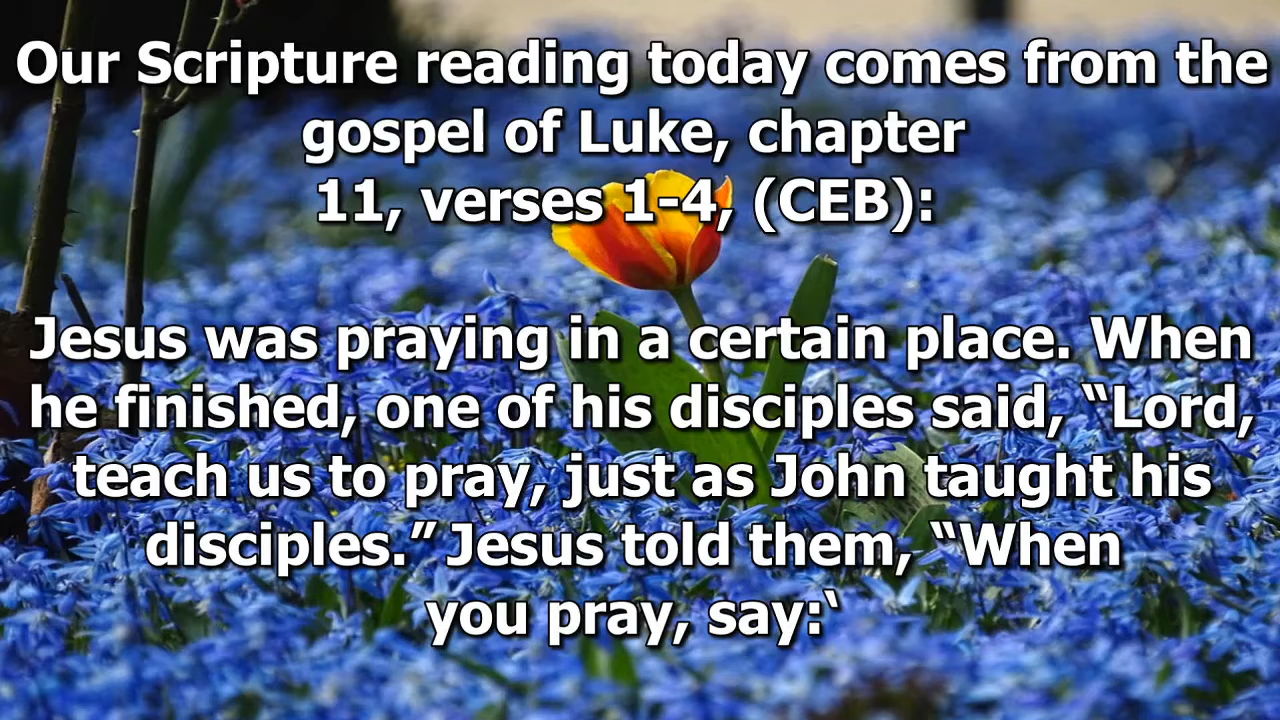 Our Scripture reading today comes from the
gospel of Luke, chapter
11, verses 1-4, (CEB):
Jesus was praying in a certain place. When
he finished, one of his disciples said, “Lord,
teach us to pray, just as John taught his
disciples.” Jesus told them, “When
you pray, say:‘